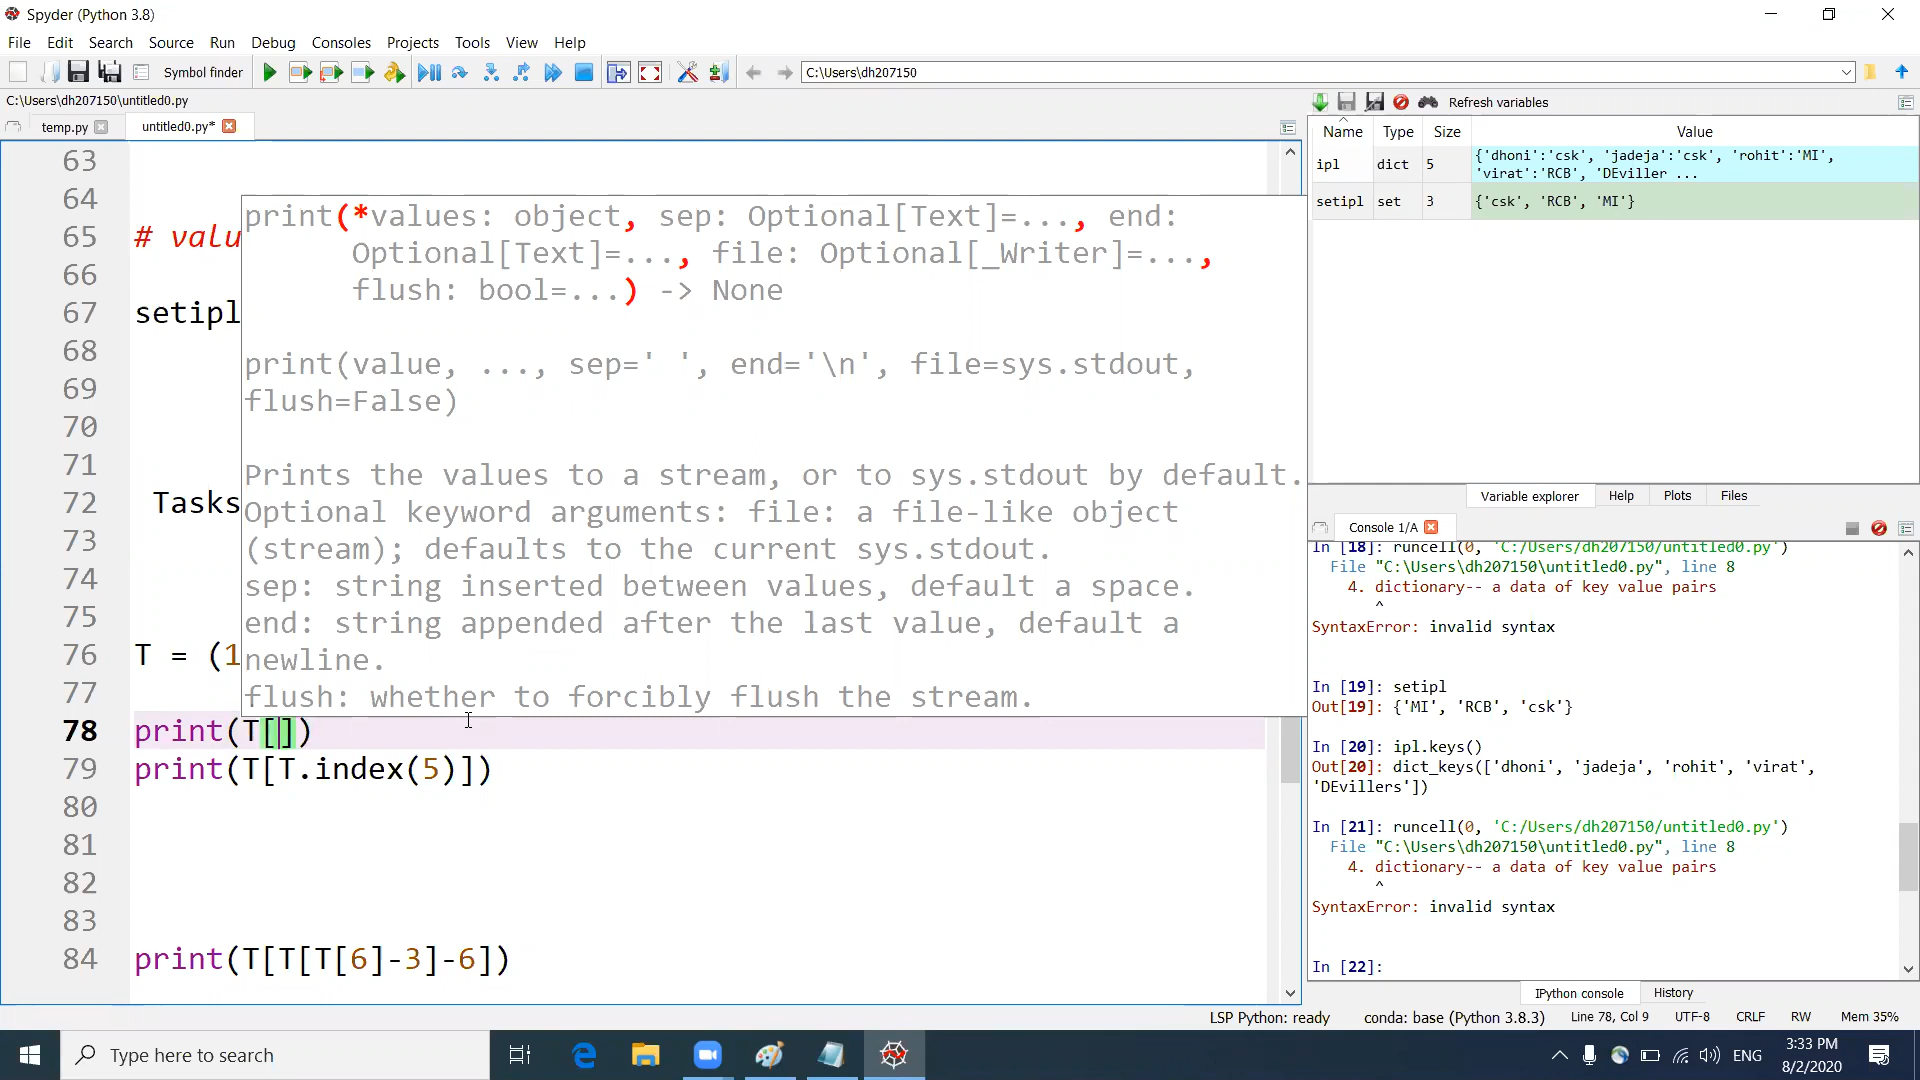 Spyder (Python 3.8)
File Edit Search Source Run Debug Consoles Projects Tools View Help
Symbol finder
C:\Users\dh207150
C:\Users\dh207150\untitled0.py
temp.py
untitled0.py*
63
64
65 # valu
66
67 setipl
68
69
70
71
72 Tasks
73
74
75
76 T = (1
77
78 print(T[])
79 print(T[T.index(5)])
80
81
82
83
84 print(T[T[T[6]-3]-6])
print(*values: object, sep: Optional[Text]=..., end:
Optional[Text]=..., file: Optional[_Writer]=...,
flush: bool=...) -> None
print(value, ..., sep=' ', end='\n', file=sys.stdout,
flush=False)
Prints the values to a stream, or to sys.stdout by default.
Optional keyword arguments: file: a file-like object
(stream); defaults to the current sys.stdout.
sep: string inserted between values, default a space.
end: string appended after the last value, default a
newline.
flush: whether to forcibly flush the stream.
Refresh variables
Name Type Size Value
ipl dict 5 {'dhoni':'csk', 'jadeja':'csk', 'rohit':'MI',
'virat':'RCB', 'DEviller ...
setipl set 3 {'csk', 'RCB', 'MI'}
Variable explorer Help Plots Files
Console 1/A
In [18]: runcell(0, 'C:/Users/dh207150/untitled0.py')
File "C:\Users\dh207150\untitled0.py", line 8
4. dictionary-- a data of key value pairs
^
SyntaxError: invalid syntax
In [19]: setipl
Out[19]: {'MI', 'RCB', 'csk'}
In [20]: ipl.keys()
Out[20]: dict_keys(['dhoni', 'jadeja', 'rohit', 'virat',
'DEvillers'])
In [21]: runcell(0, 'C:/Users/dh207150/untitled0.py')
File "C:\Users\dh207150\untitled0.py", line 8
4. dictionary-- a data of key value pairs
^
SyntaxError: invalid syntax
In [22]:
IPython console History
LSP Python: ready conda: base (Python 3.8.3) Line 78, Col 9 UTF-8 CRLF RW Mem 35%
Type here to search
ENG
3:33 PM
8/2/2020